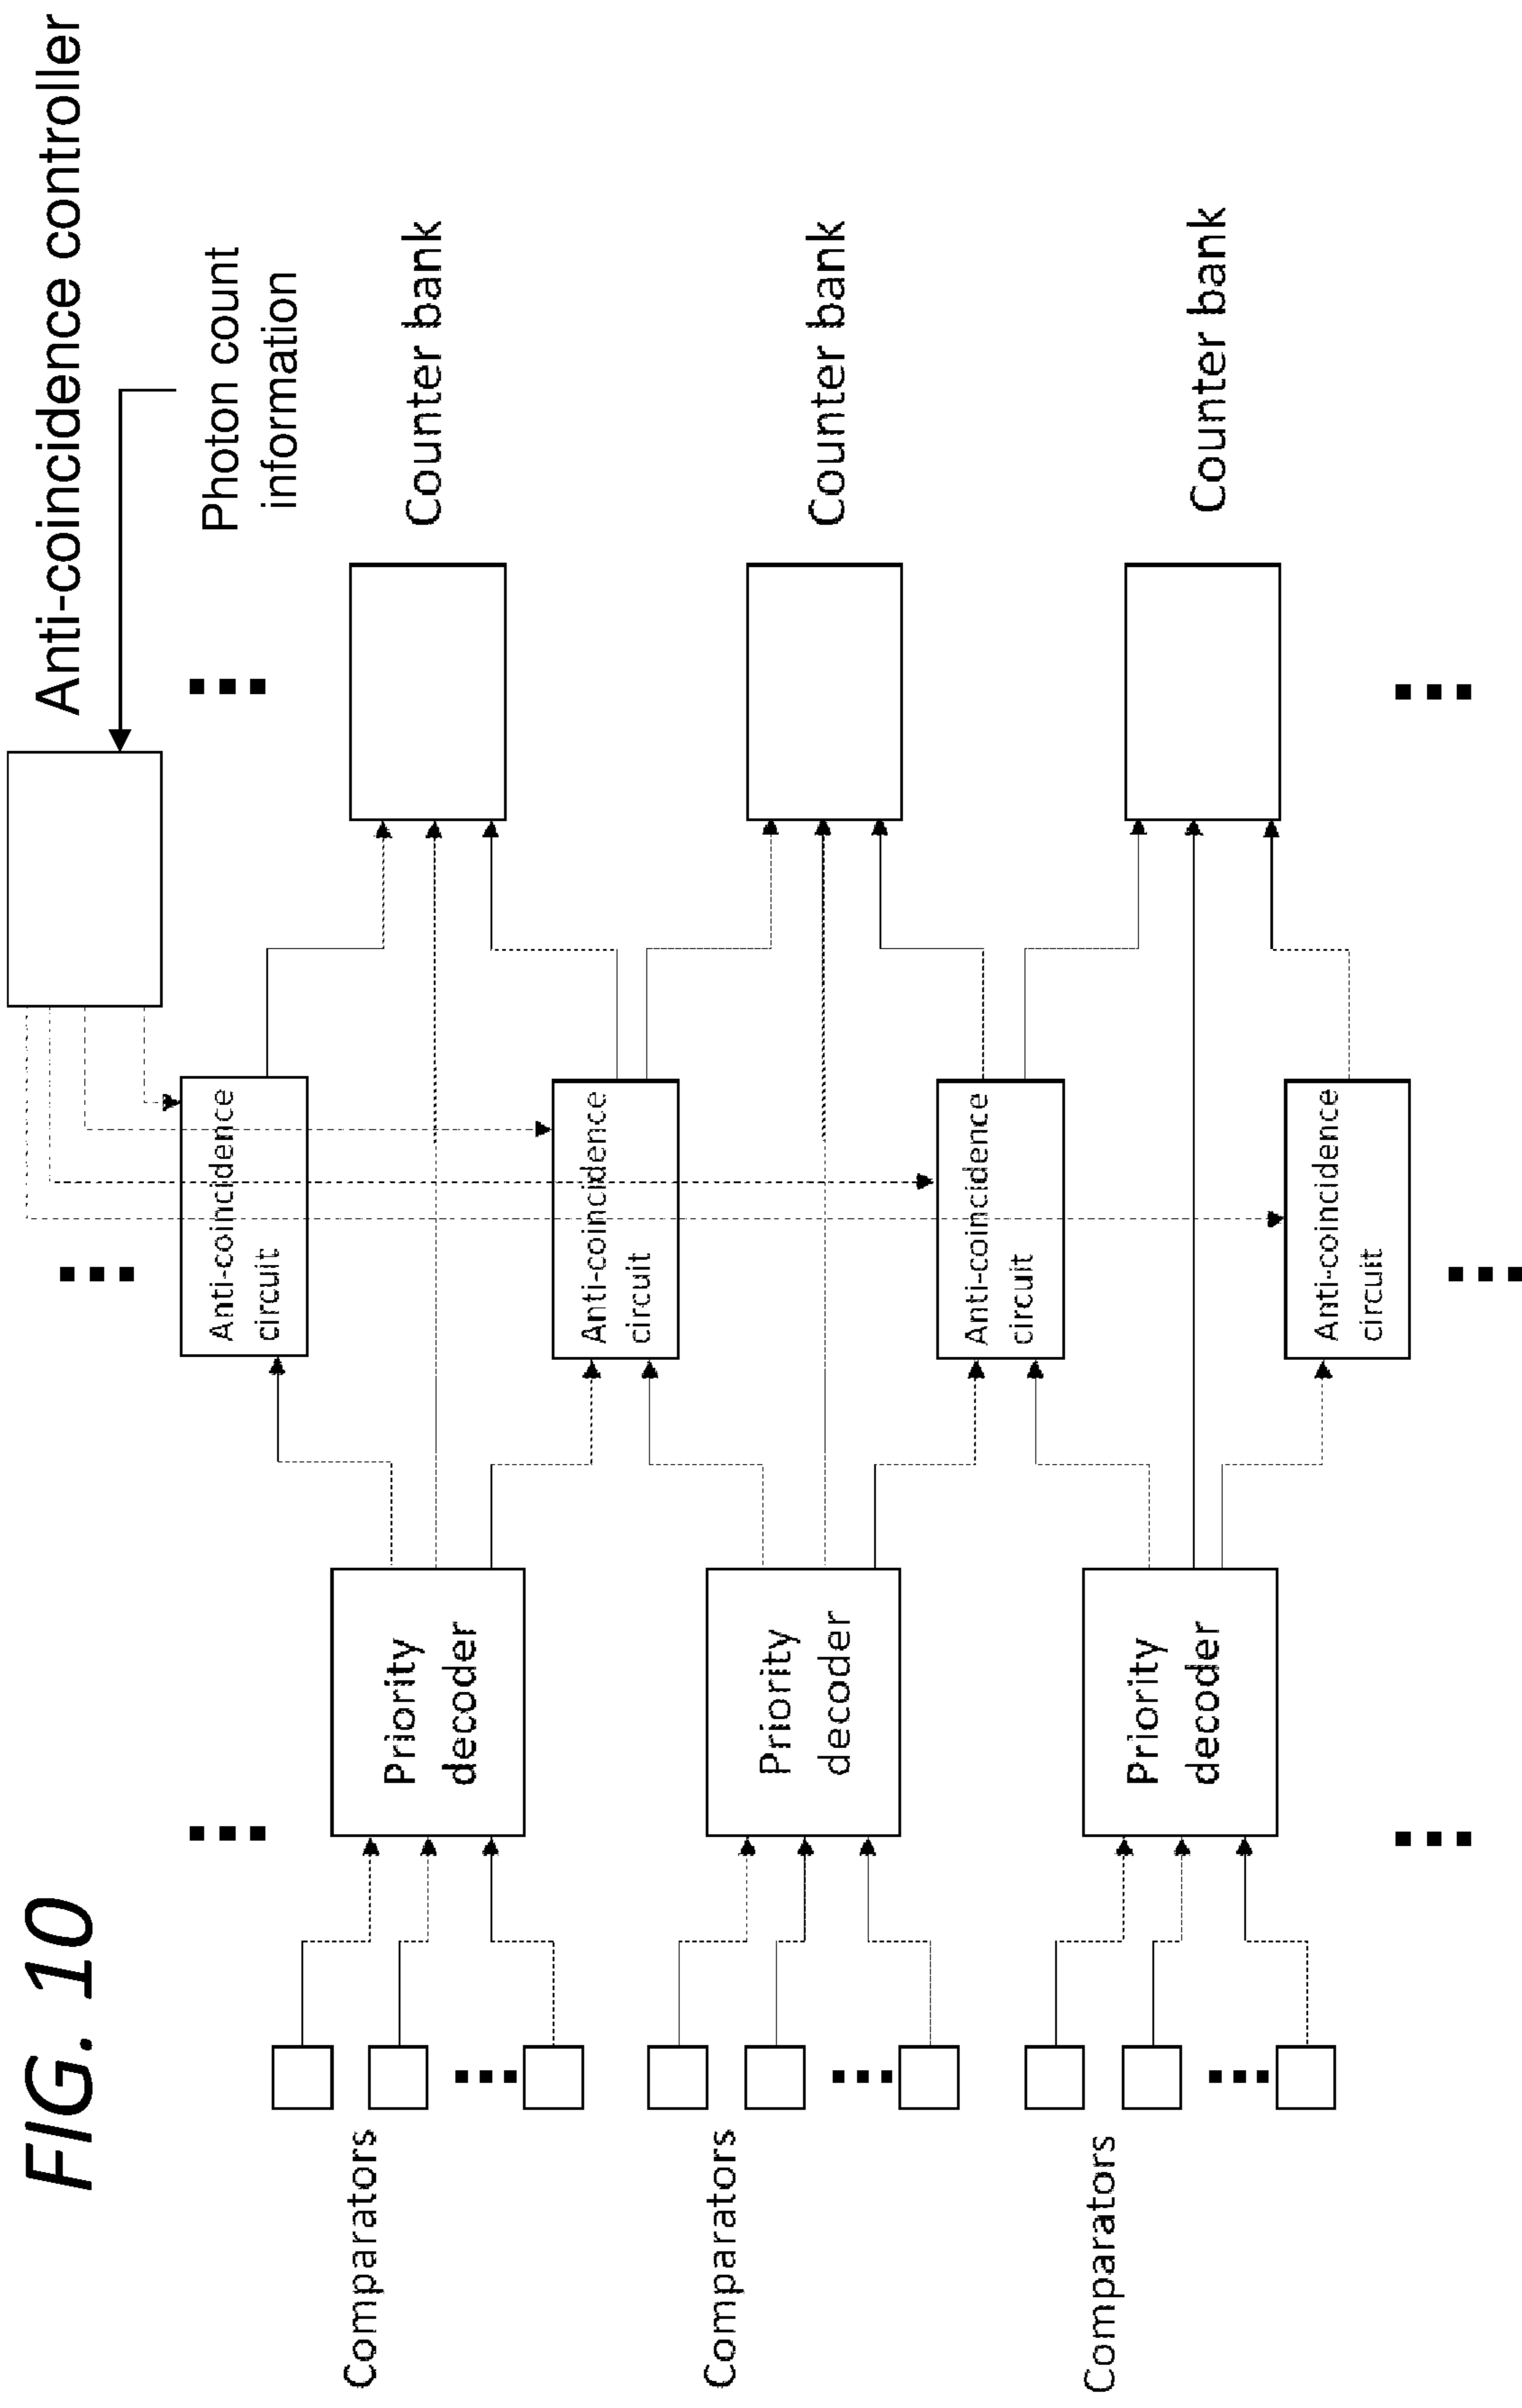 FIG. 10
Anti-coincidence controller
Photon count
information
Comparators
Priority
decoder
Anti-coincidence
circuit
Counter bank
Anti-coincidence
circuit
Comparators
Priority
decoder
Counter bank
Anti-coincidence
circuit
Comparators
Priority
decoder
Counter bank
Anti-coincidence
circuit